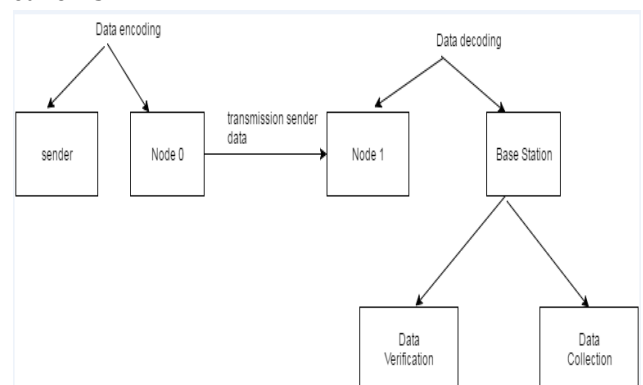 Data encoding
Data decoding
transmission sender
data
sender
Node 0
Node 1
Base Station
Data
Verification
Data
Collection